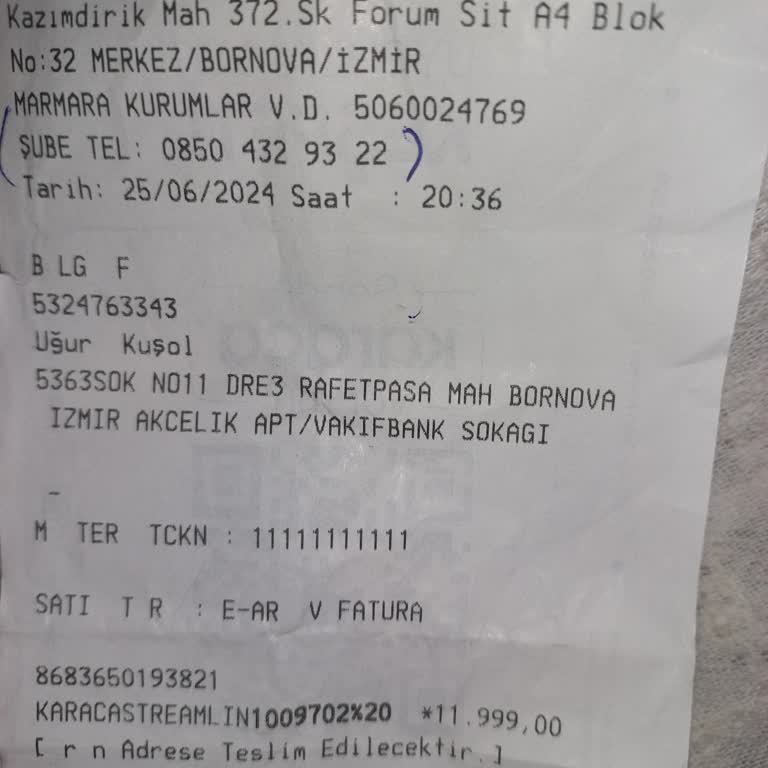 Kazımdirik Mah 372.Sk Forum Sit A4 Blok
No:32 MERKEZ/BORNOVA/İZMİR
MARMARA KURUMLAR V.D. 5060024769
ŞUBE TEL: 0850 432 93 22
Tarih: 25/06/2024 Saat : 20:36
B LG F
5324763343
Uğur Kuşol
5363SOK NO11 DRE3 RAFETPASA MAH BORNOVA
IZMIR AKCELIK APT/VAKIFBANK SOKAGI
-
M TER TCKN : 11111111111
SATI T R : E-AR V FATURA
8683650193821
KARACASTREAMLIN1009702%20 *11.999,00
[ r n Adrese Teslim Edilecektir.]